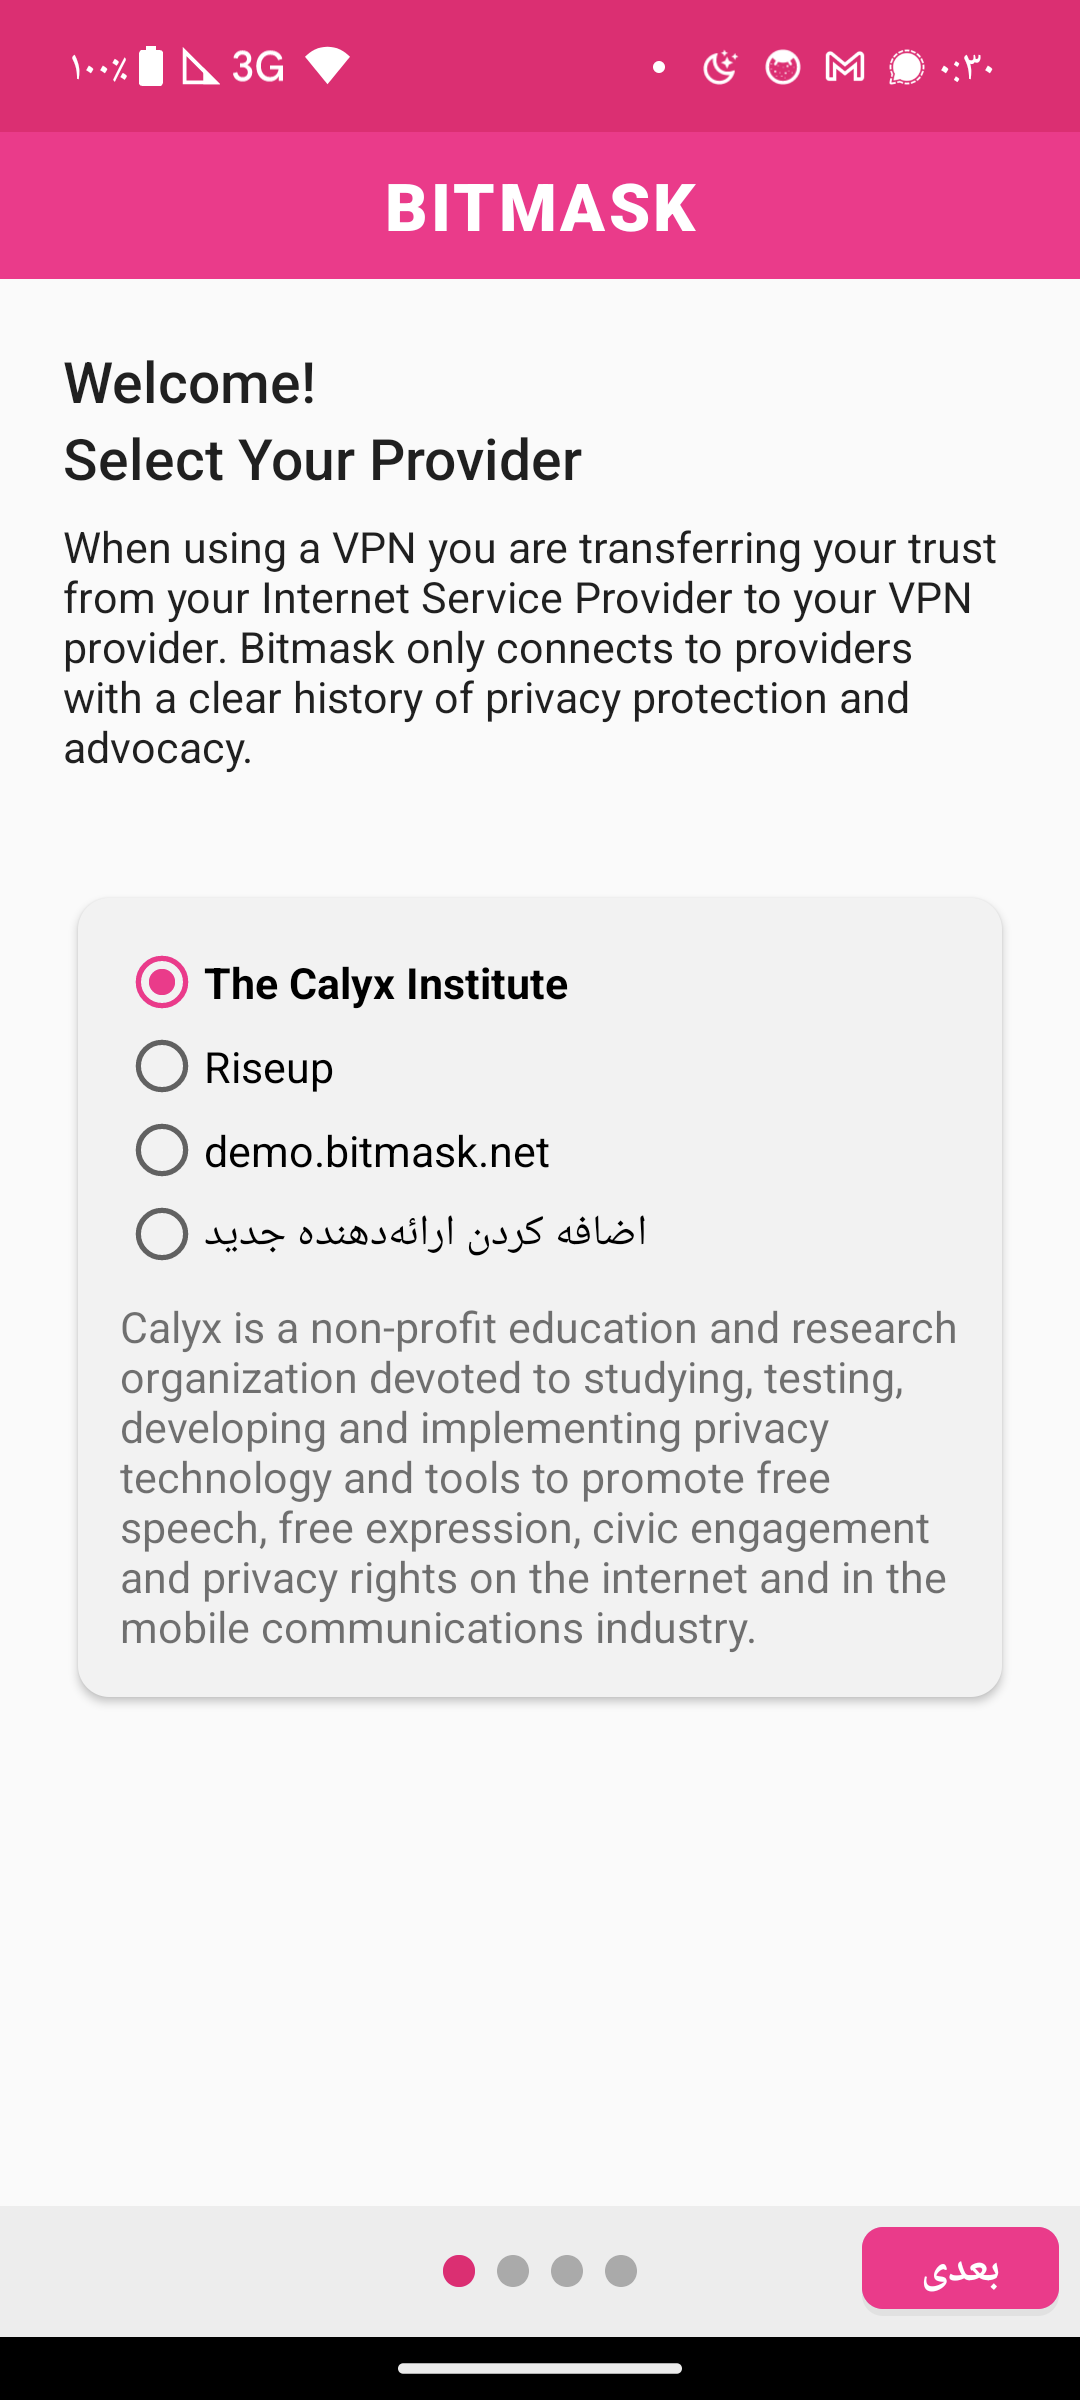 ۱۰۰٪ 3G ۰:۳۰
BITMASK
Welcome!
Select Your Provider
When using a VPN you are transferring your trust
from your Internet Service Provider to your VPN
provider. Bitmask only connects to providers
with a clear history of privacy protection and
advocacy.
The Calyx Institute
Riseup
demo.bitmask.net
اضافه کردن ارائه‌دهنده جدید
Calyx is a non-profit education and research
organization devoted to studying, testing,
developing and implementing privacy
technology and tools to promote free
speech, free expression, civic engagement
and privacy rights on the internet and in the
mobile communications industry.
بعدی